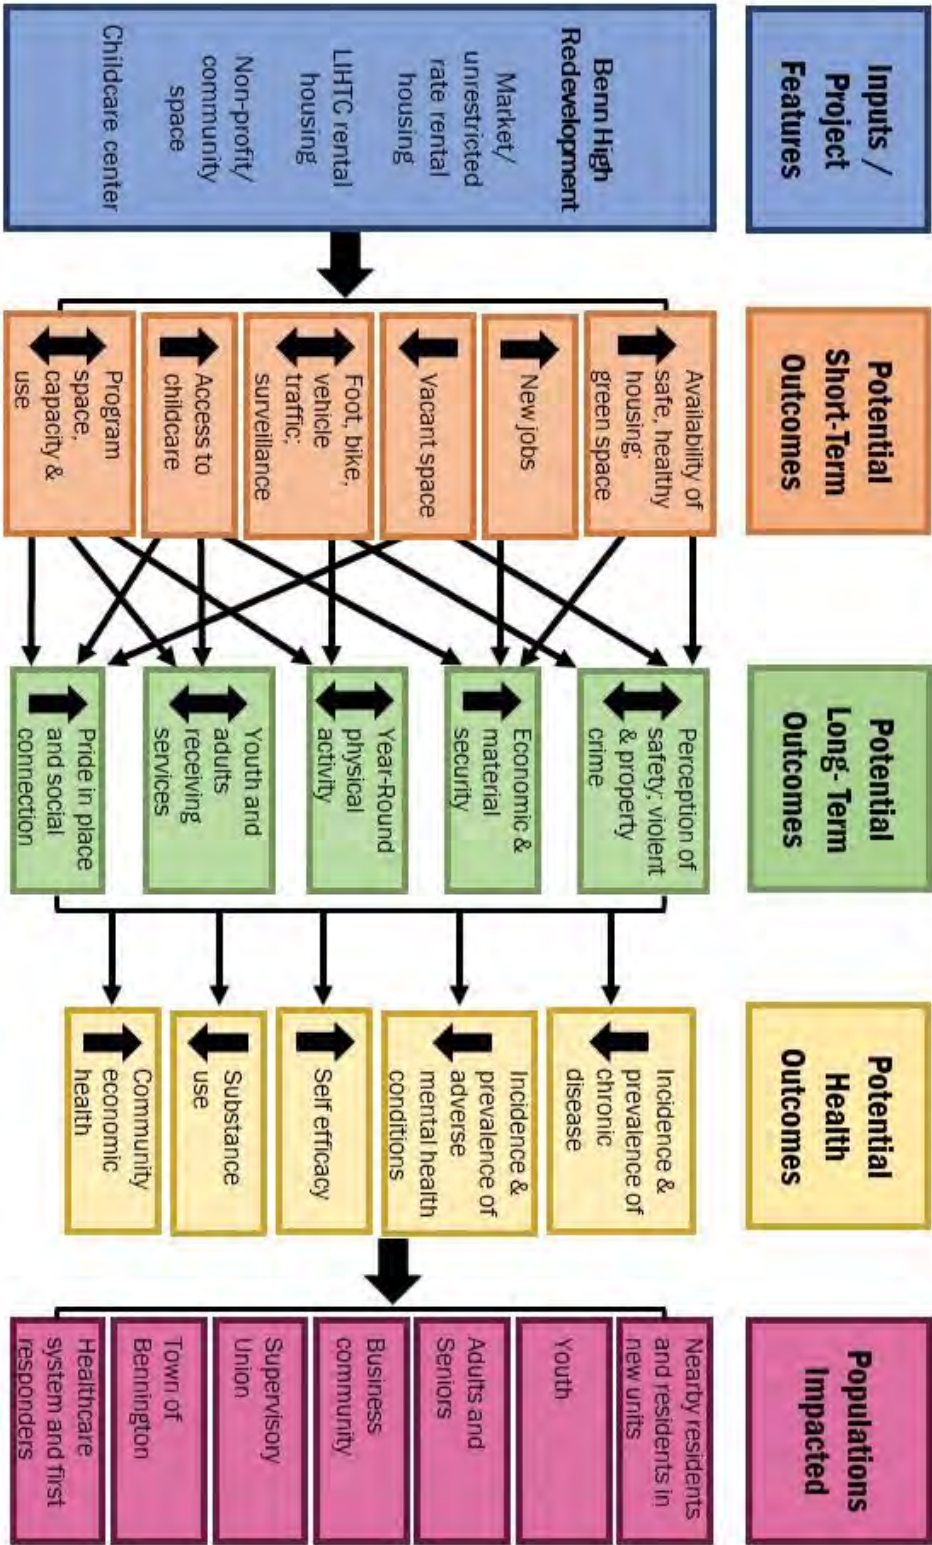 Inputs /
Project
Features
Benn High
Redevelopment
Market/
unrestricted
rate rental
housing
LIHTC rental
housing
Non-profit/
community
space
Childcare center
Potential
Short-Term
Outcomes
Availability of
safe, healthy
housing;
green space
New jobs
Vacant space
Foot, bike,
vehicle
traffic;
surveillance
Access to
childcare
Program
space,
capacity &
use
Potential
Long- Term
Outcomes
Perception of
safety; violent
& property
crime
Economic &
material
security
Year-Round
physical
activity
Youth and
adults
receiving
services
Pride in place
and social
connection
Potential
Health
Outcomes
Incidence &
prevalence of
chronic
disease
Incidence &
prevalence of
adverse
mental health
conditions
Self efficacy
Substance
use
Community
economic
health
Populations
Impacted
Nearby residents
and residents in
new units
Youth
Adults and
Seniors
Business
community
Supervisory
Union
Town of
Bennington
Healthcare
system and first
responders